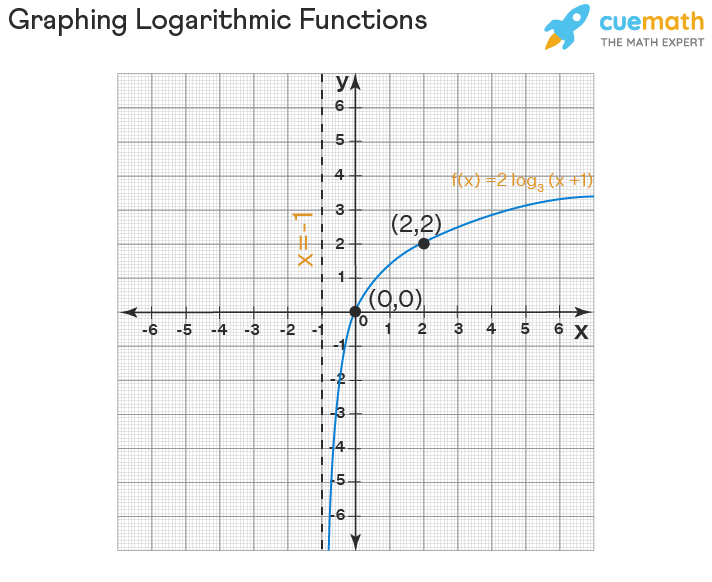 Graphing Logarithmic Functions
cuemath
THE MATH EXPERT
y
6
5
4
f(x) =2 log₃ (x +1)
3
x=-1
(2,2)
2
1
(0,0)
0
-6 -5 -4 -3 -2 -1 1 2 3 4 5 6 X
-1
-2
-3
-4
-5
-6